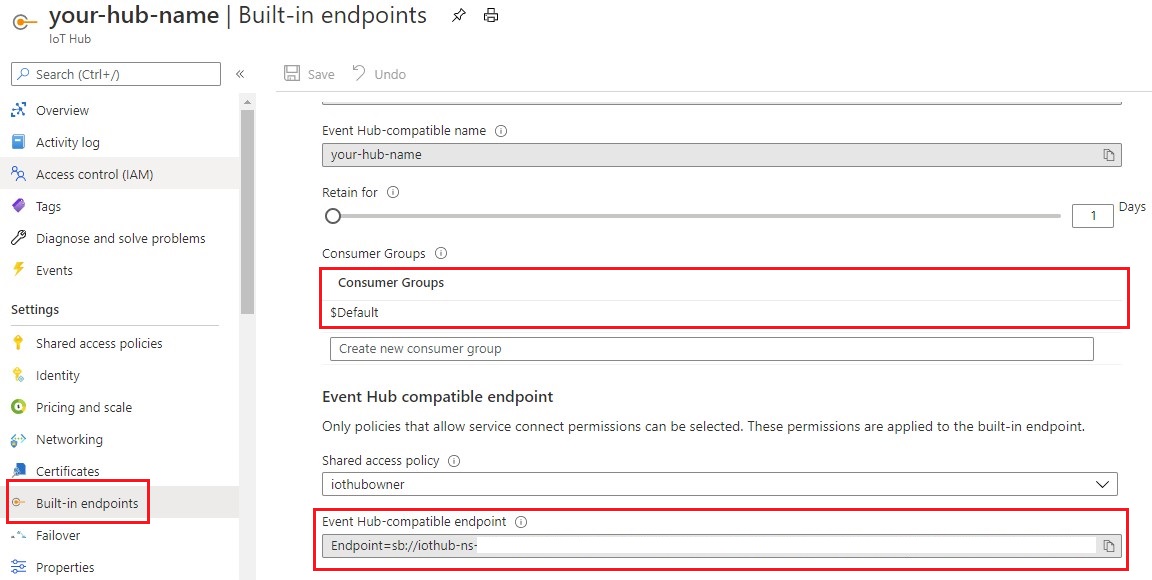 your-hub-name | Built-in endpoints
IoT Hub
Search (Ctrl+/)
«
Overview
Activity log
Access control (IAM)
Tags
Diagnose and solve problems
Events
Settings
Shared access policies
Identity
Pricing and scale
Networking
Certificates
Built-in endpoints
Failover
Properties
Save
Undo
Event Hub-compatible name
your-hub-name
Retain for
1
Days
Consumer Groups
Consumer Groups
$Default
Create new consumer group
Event Hub compatible endpoint
Only policies that allow service connect permissions can be selected. These permissions are applied to the built-in endpoint.
Shared access policy
iothubowner
Event Hub-compatible endpoint
Endpoint=sb://iothub-ns-